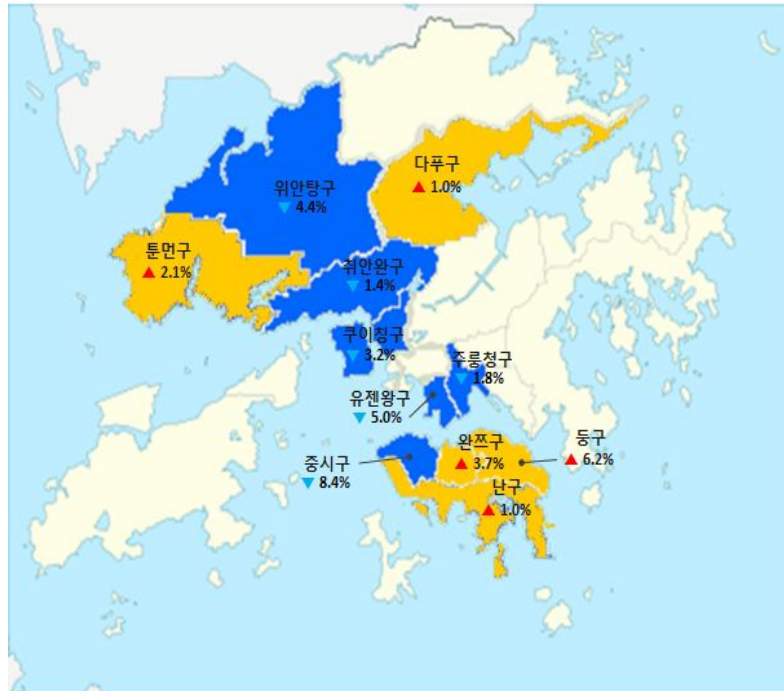 다푸구
▲ 1.0%
위안탕구
▼ 4.4%
툰먼구
▲ 2.1%
취안완구
▼ 1.4%
쿠이칭구
▼ 3.2%
주룽청구
▼ 1.8%
유젠왕구
▼ 5.0%
둥구
▲ 6.2%
완쯔구
▲ 3.7%
중시구
▼ 8.4%
난구
▲ 1.0%